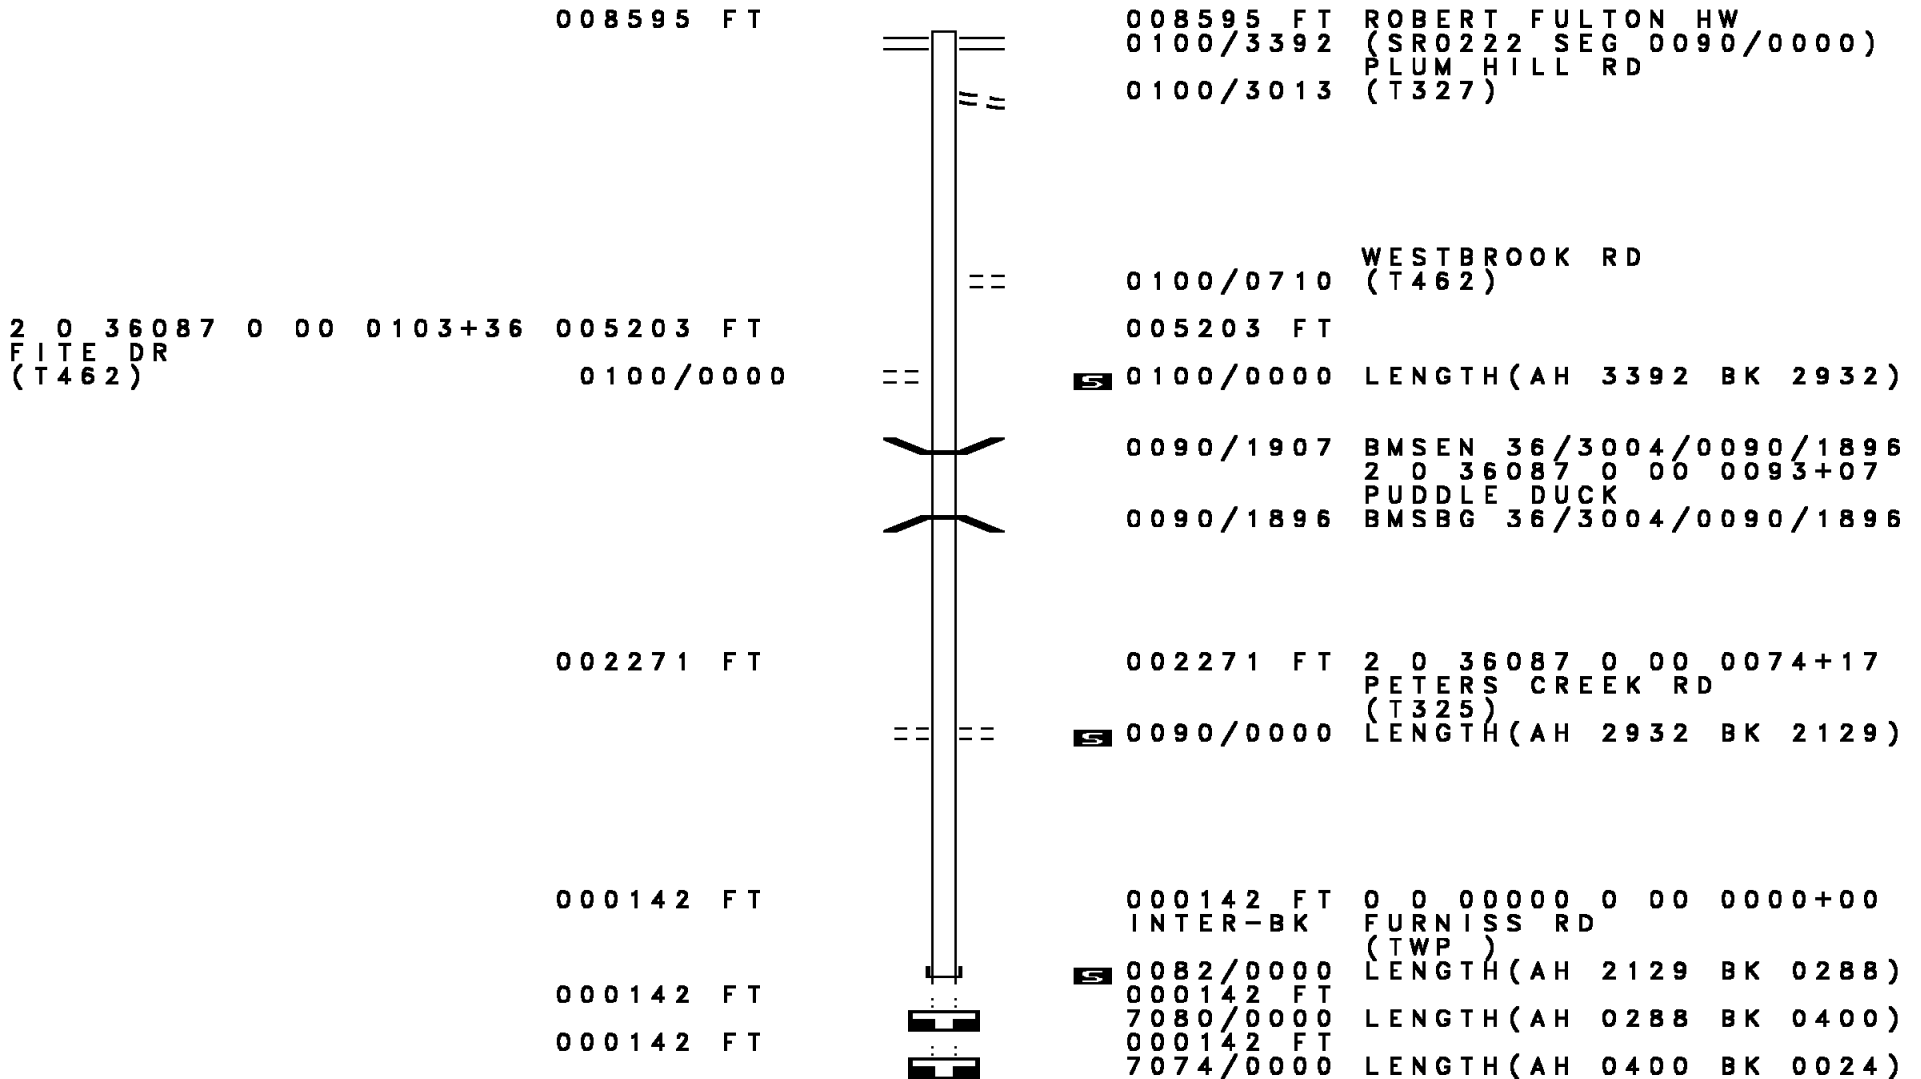 008595 FT 008595 FT ROBERT FULTON HW
0100/3392 (SR0222 SEG 0090/0000)
PLUM HILL RD
0100/3013 (T327)
WESTBROOK RD
0100/0710 (T462)
2 0 36087 0 00 0103+36 005203 FT 005203 FT
FITE DR
(T462) 0100/0000 S 0100/0000 LENGTH(AH 3392 BK 2932)
0090/1907 BMSEN 36/3004/0090/1896
2 0 36087 0 00 0093+07
PUDDLE DUCK
0090/1896 BMSBG 36/3004/0090/1896
002271 FT 002271 FT 2 0 36087 0 00 0074+17
PETERS CREEK RD
(T325)
S 0090/0000 LENGTH(AH 2932 BK 2129)
000142 FT 000142 FT 0 0 00000 0 00 0000+00
INTER-BK FURNISS RD
(TWP )
S 0082/0000 LENGTH(AH 2129 BK 0288)
000142 FT 000142 FT
7080/0000 LENGTH(AH 0288 BK 0400)
000142 FT 000142 FT
7074/0000 LENGTH(AH 0400 BK 0024)